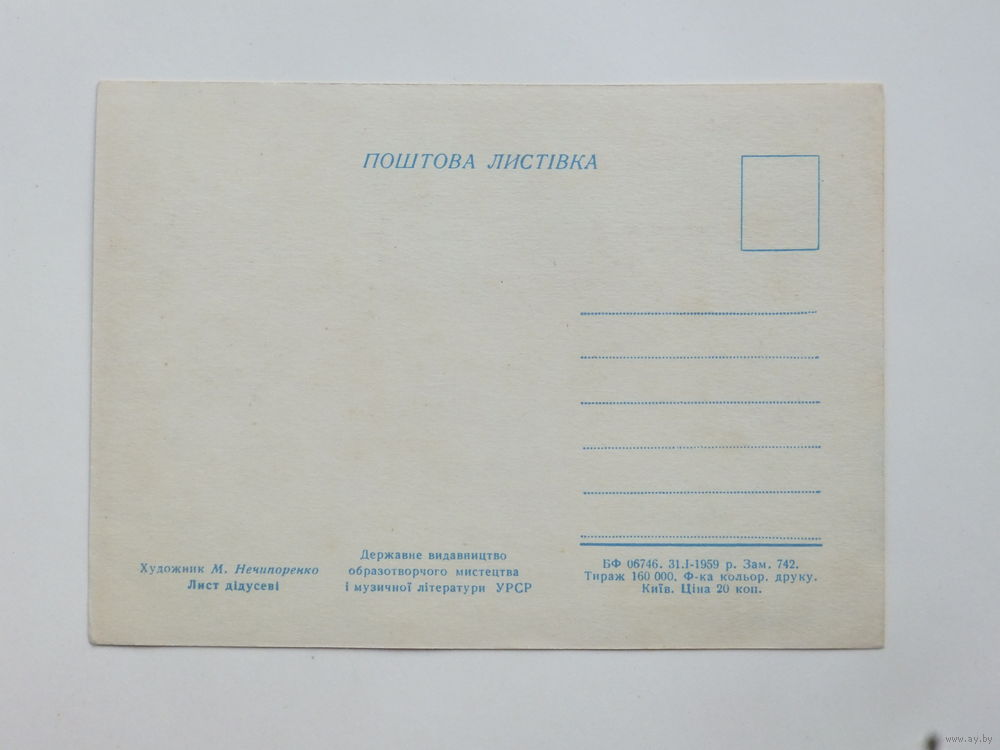 ПОШТОВА ЛИСТІВКА
Художник М. Нечипоренко
Лист дідусеві
Державне видавництво
образотворчого мистецтва
і музичної літератури УРСР
БФ 06746. 31.I-1959 р. Зам. 742.
Тираж 160 000. Ф-ка кольор. друку.
Київ. Ціна 20 коп.
www.ay.by